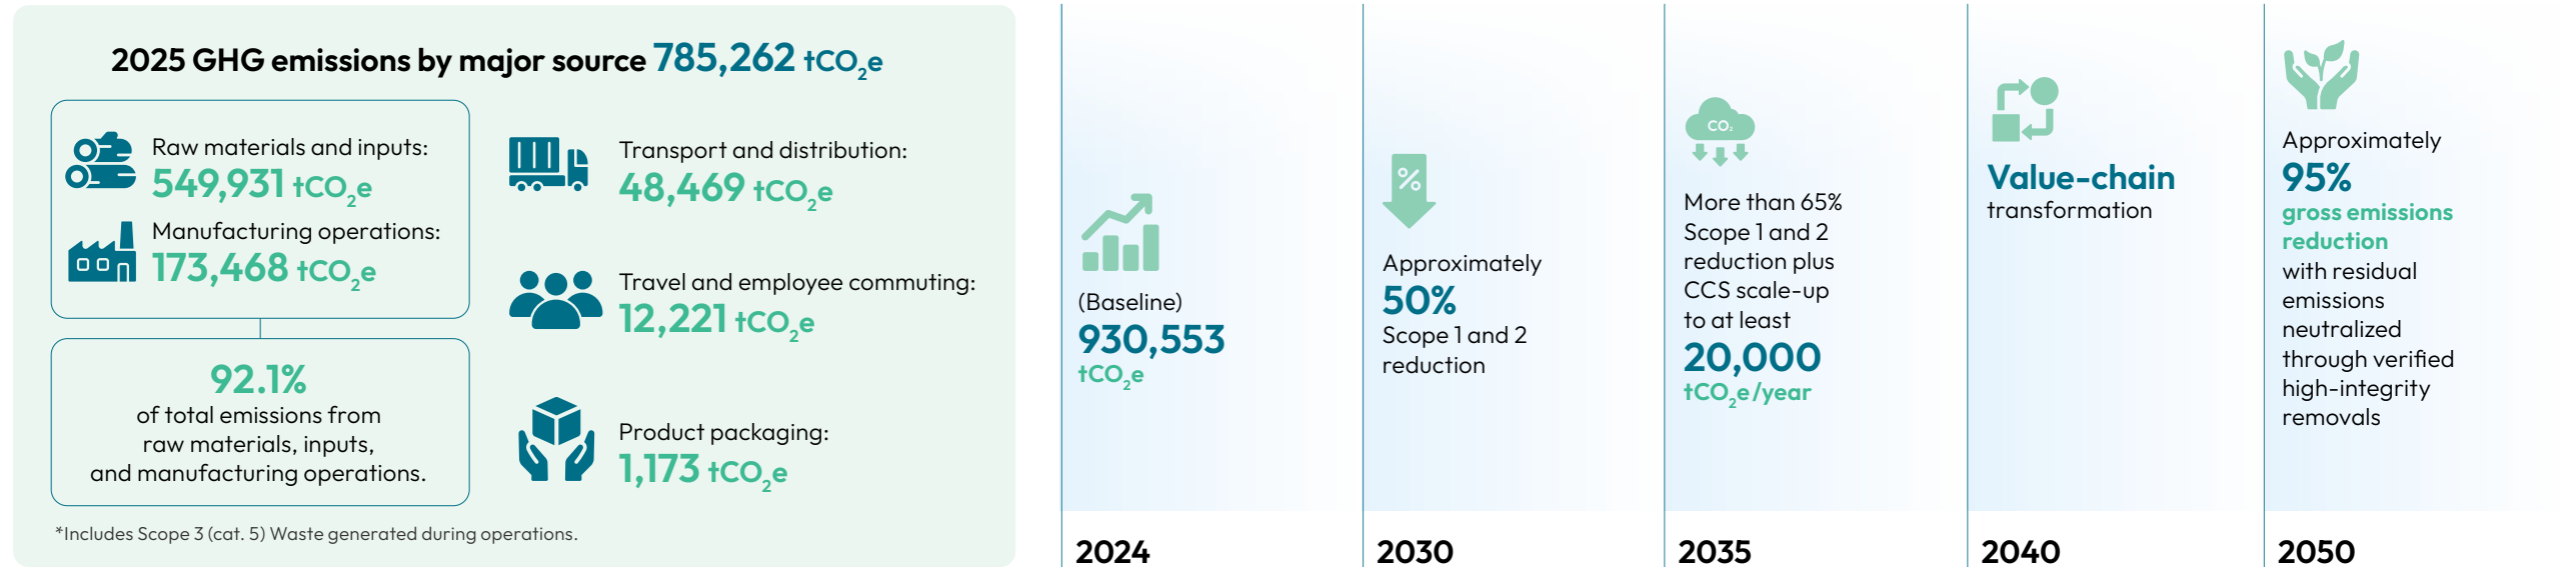 2025 GHG emissions by major source 785,262 tCO₂e
Raw materials and inputs:
549,931 tCO₂e
Manufacturing operations:
173,468 tCO₂e
92.1%
of total emissions from
raw materials, inputs,
and manufacturing operations.
Transport and distribution:
48,469 tCO₂e
Travel and employee commuting:
12,221 tCO₂e
Product packaging:
1,173 tCO₂e
*Includes Scope 3 (cat. 5) Waste generated during operations.
(Baseline)
930,553
tCO₂e
2024
%
Approximately
50%
Scope 1 and 2
reduction
2030
CO₂
More than 65%
Scope 1 and 2
reduction plus
CCS scale-up
to at least
20,000
tCO₂e/year
2035
Value-chain
transformation
2040
Approximately
95%
gross emissions
reduction
with residual
emissions
neutralized
through verified
high-integrity
removals
2050